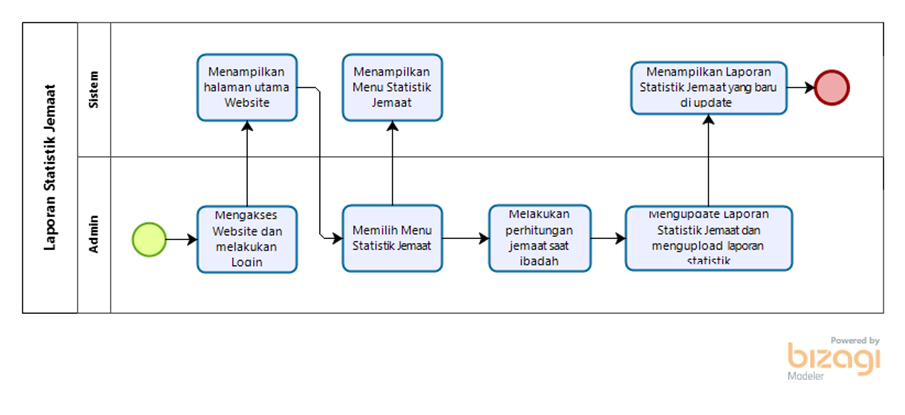 Laporan Statistik Jemaat
Sistem
Menampilkan
halaman utama
Website
Menampilkan
Menu Statistik
Jemaat
Menampilkan Laporan
Statistik Jemaat yang baru
di update
Admin
Mengakses
Website dan
melakukan
Login
Memilih Menu
Statistik Jemaat
Melakukan
perhitungan
jemaat saat
ibadah
Mengupdate Laporan
Statistik Jemaat dan
mengupload laporan
statistik
Powered by
bizagi
Modeler